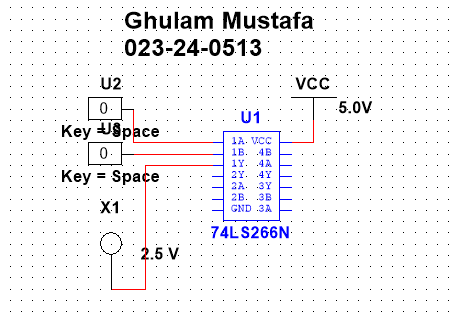 Ghulam Mustafa
023-24-0513
U2
VCC
0
5.0V
U1
Key = Space
U3
0
Key = Space
1A VCC
1B 4B
1Y 4A
2Y 4Y
2A 3Y
2B 3B
GND 3A
X1
74LS266N
2.5 V